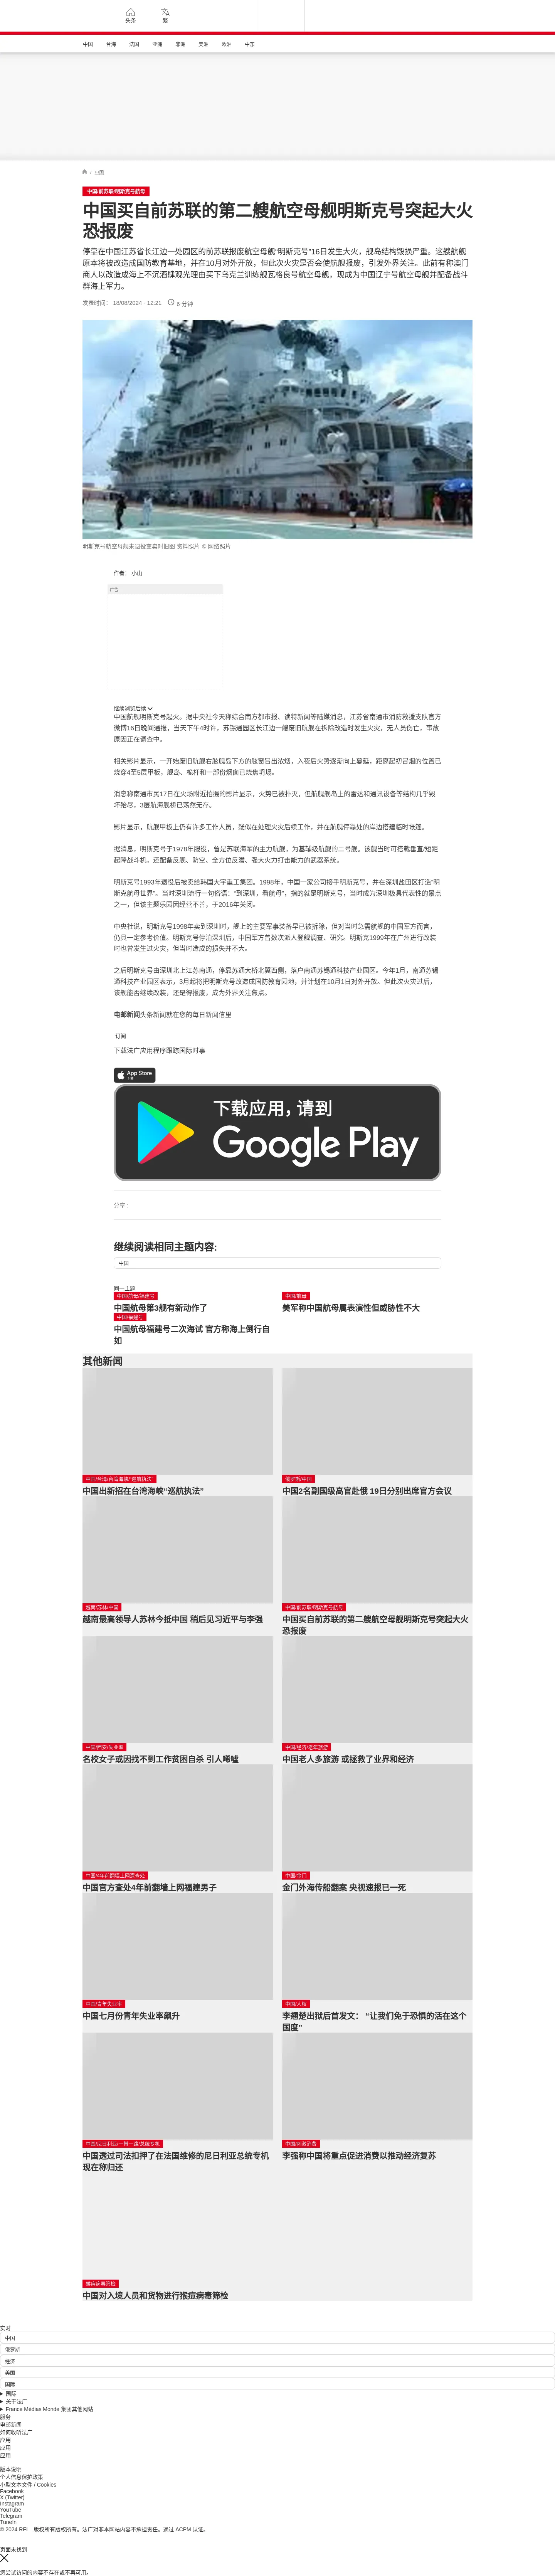 头条
繁
中国
台海
法国
亚洲
非洲
美洲
欧洲
中东
/ 中国
中国/前苏联/明斯克号航母
中国买自前苏联的第二艘航空母舰明斯克号突起大火
恐报废
停靠在中国江苏省长江边一处园区的前苏联报废航空母舰“明斯克号”16日发生大火，舰岛结构毁损严重。这艘航舰
原本将被改造成国防教育基地，并在10月对外开放，但此次火灾是否会使航舰报废，引发外界关注。此前有称澳门
商人以改造成海上不沉酒肆观光理由买下乌克兰训练舰瓦格良号航空母舰，现成为中国辽宁号航空母舰并配备战斗
群海上军力。
发表时间： 18/08/2024 - 12:21
6 分钟
明斯克号航空母舰未退役变卖时旧图 资料照片 © 网络照片
作者： 小山
广告
继续浏览后续
中国航舰明斯克号起火。据中央社今天称综合南方都市报、读特新闻等陆媒消息，江苏省南通市消防救援支队官方
微博16日晚间通报，当天下午4时许，苏锡通园区长江边一艘废旧航舰在拆除改造时发生火灾，无人员伤亡，事故
原因正在调查中。
相关影片显示，一开始废旧航舰右舷舰岛下方的舷窗冒出浓烟，入夜后火势逐渐向上蔓延，距离起初冒烟的位置已
烧穿4至5层甲板，舰岛、桅杆和一部份烟囱已烧焦坍塌。
消息称南通市民17日在火场附近拍摄的影片显示，火势已被扑灭，但航舰舰岛上的雷达和通讯设备等结构几乎毁
坏殆尽，3层航海舰桥已荡然无存。
影片显示，航舰甲板上仍有许多工作人员，疑似在处理火灾后续工作，并在航舰停靠处的岸边搭建临时帐篷。
据消息，明斯克号于1978年服役，曾是苏联海军的主力航舰，为基辅级航舰的二号舰。该舰当时可搭载垂直/短距
起降战斗机，还配备反舰、防空、全方位反潜、强大火力打击能力的武器系统。
明斯克号1993年退役后被卖给韩国大宇重工集团。1998年，中国一家公司接手明斯克号，并在深圳盐田区打造“明
斯克航母世界”。当时深圳流行一句俗语：“到深圳，看航母”，指的就是明斯克号，当时成为深圳极具代表性的景点
之一，但该主题乐园因经营不善，于2016年关闭。
中央社说，明斯克号1998年卖到深圳时，舰上的主要军事装备早已被拆除，但对当时急需航舰的中国军方而言，
仍具一定参考价值。明斯克号停泊深圳后，中国军方曾数次派人登舰调查、研究。明斯克1999年在广州进行改装
时也曾发生过火灾，但当时造成的损失并不大。
之后明斯克号由深圳北上江苏南通，停靠苏通大桥北翼西侧，落户南通苏锡通科技产业园区。今年1月，南通苏锡
通科技产业园区表示，3月起将把明斯克号改造成国防教育园地，并计划在10月1日对外开放。但此次火灾过后，
该舰能否继续改装，还是得报废，成为外界关注焦点。
电邮新闻头条新闻就在您的每日新闻信里
订阅
下载法广应用程序跟踪国际时事
App Store
下载
下载应用，请到
Google Play
分享 :
继续阅读相同主题内容:
中国
同一主题
中国/航母/福建号
中国航母第3舰有新动作了
中国/航母
美军称中国航母属表演性但威胁性不大
中国/福建号
中国航母福建号二次海试 官方称海上倒行自
如
其他新闻
中国/台湾/台湾海峡/“巡航执法”
中国出新招在台湾海峡“巡航执法”
俄罗斯/中国
中国2名副国级高官赴俄 19日分别出席官方会议
越南/苏林/中国
越南最高领导人苏林今抵中国 稍后见习近平与李强
中国/前苏联/明斯克号航母
中国买自前苏联的第二艘航空母舰明斯克号突起大火
恐报废
中国/西安/失业率
名校女子或因找不到工作贫困自杀 引人唏嘘
中国/经济/老年旅游
中国老人多旅游 或拯救了业界和经济
中国/4年前翻墙上网遭查处
中国官方查处4年前翻墙上网福建男子
中国/金门
金门外海传船翻案 央视速报已一死
中国/青年失业率
中国七月份青年失业率飙升
中国/人权
李翘楚出狱后首发文： “让我们免于恐惧的活在这个
国度”
中国/尼日利亚/一带一路/总统专机
中国透过司法扣押了在法国维修的尼日利亚总统专机
现在称归还
中国/刺激消费
李强称中国将重点促进消费以推动经济复苏
猴痘病毒筛检
中国对入境人员和货物进行猴痘病毒筛检
实时
中国
俄罗斯
经济
美国
国际
国际
关于法广
France Médias Monde 集团其他网站
服务
电邮新闻
如何收听法广
应用
应用
应用
版本说明
个人信息保护政策
小型文本文件 / Cookies
Facebook
X (Twitter)
Instagram
YouTube
Telegram
TuneIn
© 2024 RFI – 版权所有版权所有。法广对非本网站内容不承担责任。通过 ACPM 认证。
页面未找到
您尝试访问的内容不存在或不再可用。